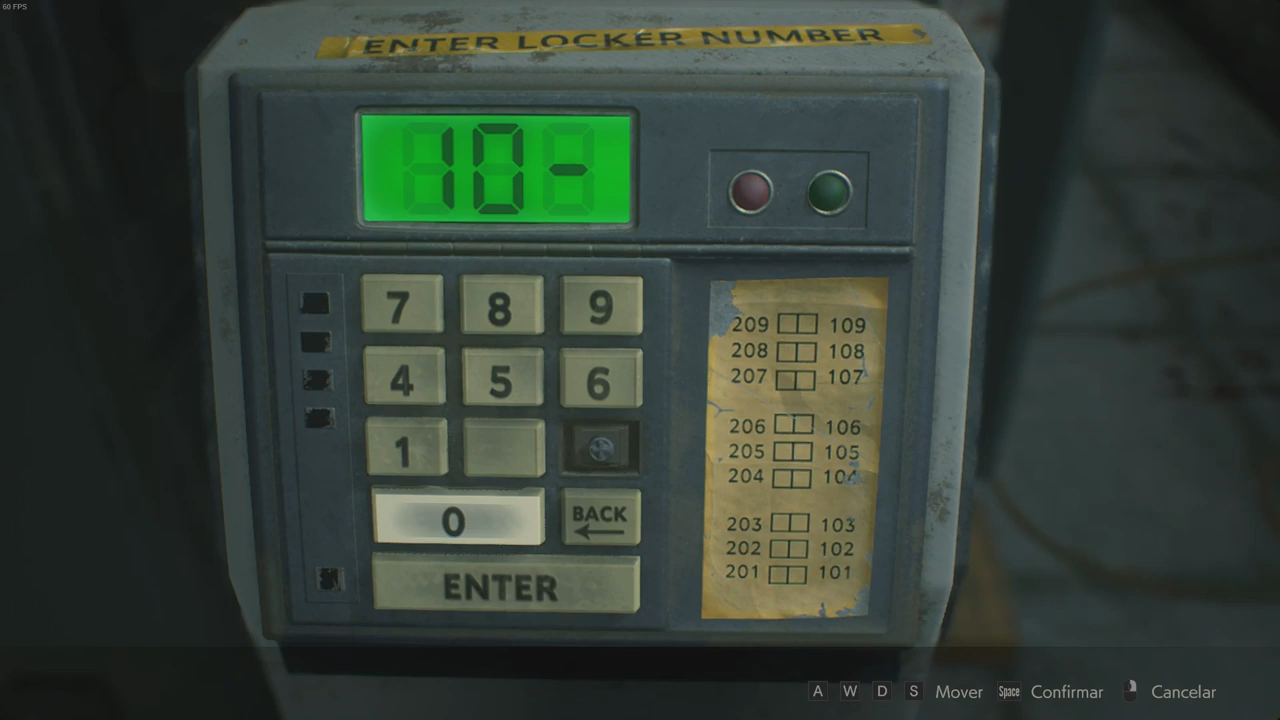 60 FPS
ENTER LOCKER NUMBER
10-
7 8 9
4 5 6
1
0 BACK
ENTER
209 109
208 108
207 107
206 106
205 105
204 104
203 103
202 102
201 101
A W D S Mover Space Confirmar Cancelar